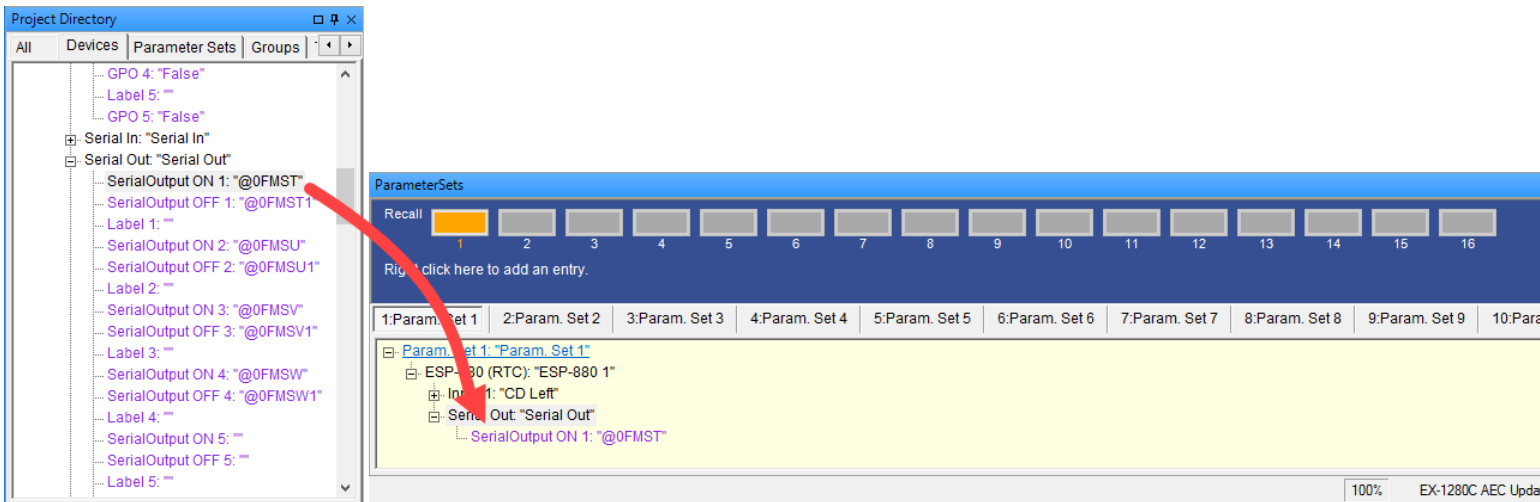 Project Directory
All Devices Parameter Sets Groups
GPO 4: "False"
Label 5: ""
GPO 5: "False"
Serial In: "Serial In"
Serial Out: "Serial Out"
SerialOutput ON 1: "@0FMST"
SerialOutput OFF 1: "@0FMST1"
Label 1: ""
SerialOutput ON 2: "@0FMSU"
SerialOutput OFF 2: "@0FMSU1"
Label 2: ""
SerialOutput ON 3: "@0FMSV"
SerialOutput OFF 3: "@0FMSV1"
Label 3: ""
SerialOutput ON 4: "@0FMSW"
SerialOutput OFF 4: "@0FMSW1"
Label 4: ""
SerialOutput ON 5: ""
SerialOutput OFF 5: ""
Label 5: ""
ParameterSets
Recall
1 2 3 4 5 6 7 8 9 10 11 12 13 14 15 16
Right click here to add an entry.
1:Param. Set 1 2:Param. Set 2 3:Param. Set 3 4:Param. Set 4 5:Param. Set 5 6:Param. Set 6 7:Param. Set 7 8:Param. Set 8 9:Param. Set 9 10:Para
Param. Set 1: "Param. Set 1"
ESP-880 (RTC): "ESP-880 1"
Input 1: "CD Left"
Serial Out: "Serial Out"
SerialOutput ON 1: "@0FMST"
100% EX-1280C AEC Upda